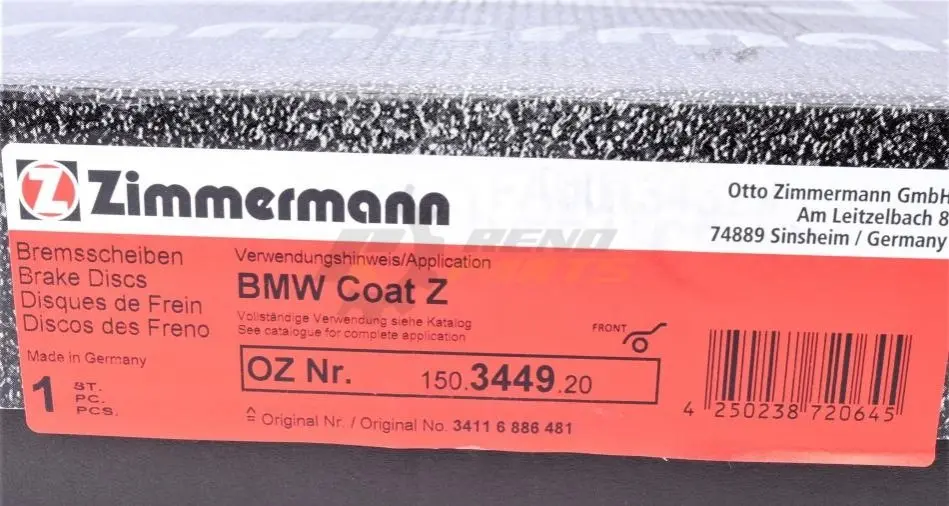 Zimmermann
Otto Zimmermann GmbH
Am Leitzelbach 8
74889 Sinsheim / Germany
Bremsscheiben
Brake Discs
Disques de Frein
Discos des Freno
Made in Germany
1 ST.
PC.
PCS.
Verwendungshinweis/Application
BMW Coat Z
Vollständige Verwendung siehe Katalog
See catalogue for complete application
FRONT
OZ Nr. 150.3449.20
≙ Original Nr. / Original No. 3411 6 886 481
4 250238 720645